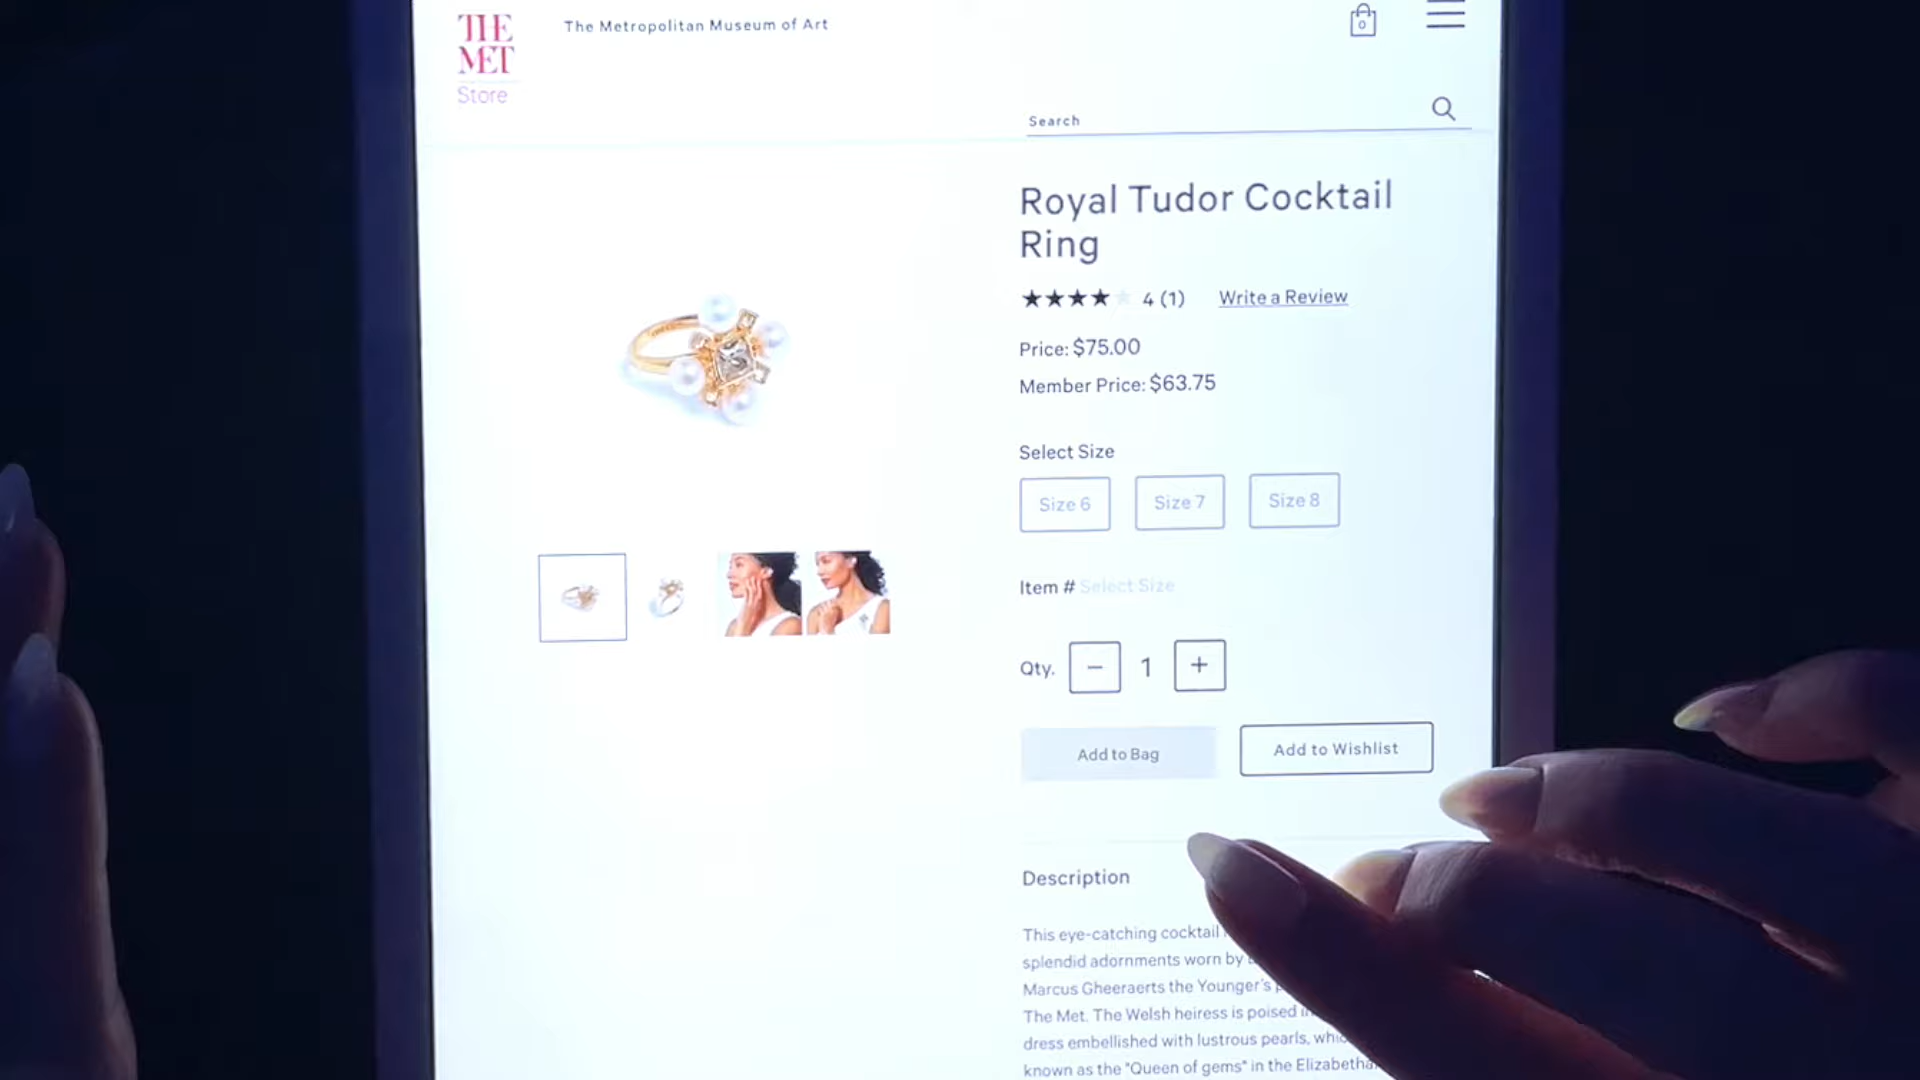 THE
MET
Store
The Metropolitan Museum of Art
0
Search
Royal Tudor Cocktail
Ring
4 (1) Write a Review
Price: $75.00
Member Price: $63.75
Select Size
Size 6 Size 7 Size 8
Item # Select Size
Qty. − 1 +
Add to Bag Add to Wishlist
Description
This eye-catching cocktail
splendid adornments worn by
Marcus Gheeraerts the Younger's
The Met. The Welsh heiress is poised
dress embellished with lustrous pearls,
known as the "Queen of gems" in the